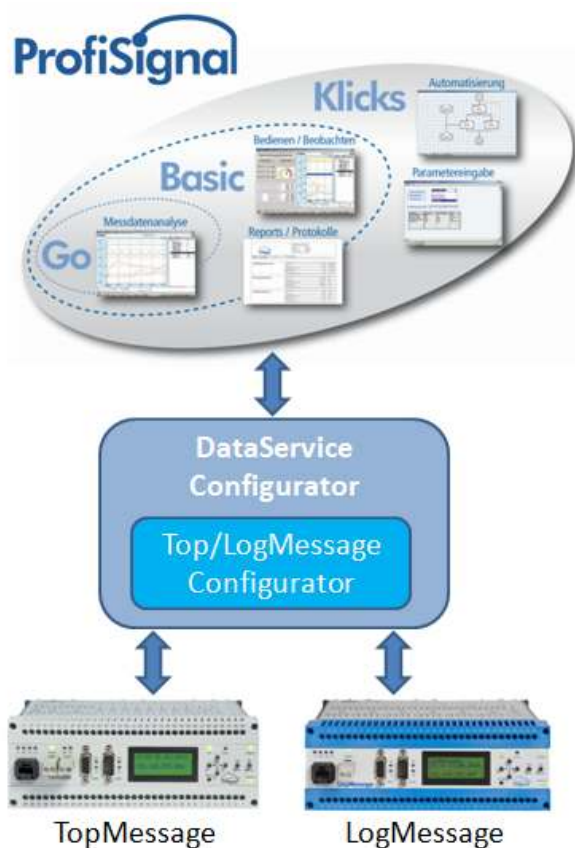 ProfiSignal
Klicks
Automatisierung
Bedienen / Beobachten
Basic
Parametereingabe
Messdatenanalyse
Go
Reports / Protokolle
DataService
Configurator
Top/LogMessage
Configurator
TopMessage
LogMessage